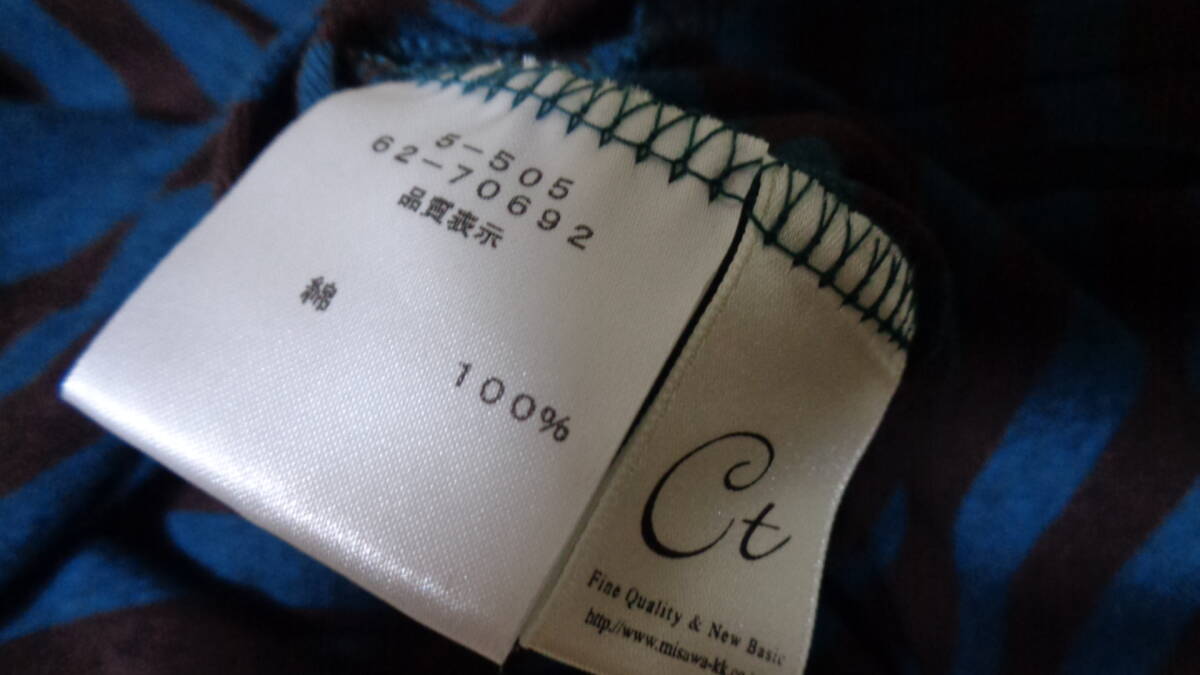 5-505
62-70692
品質表示
綿
100%
Ct
Fine Quality & New Basic
http://www.misawa-kk.co